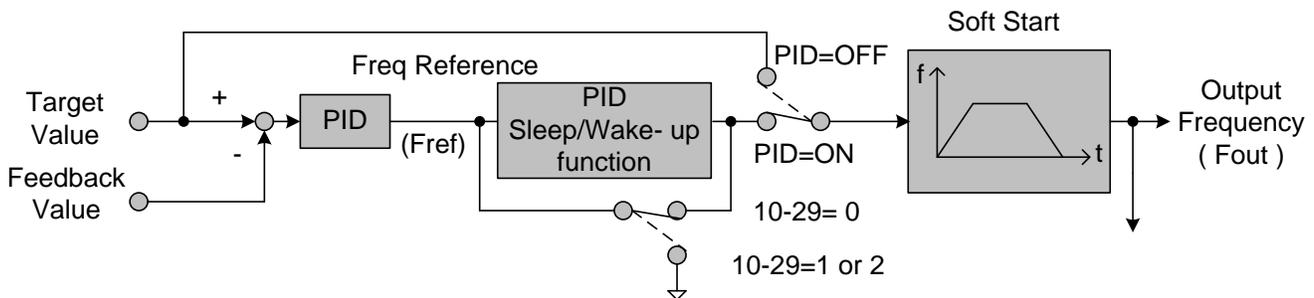 Soft Start
PID=OFF
Freq Reference
f
Target
Value
+
PID
PID
Sleep/Wake- up
function
Output
Frequency
( Fout )
-
(Fref)
PID=ON
t
Feedback
Value
10-29= 0
10-29=1 or 2